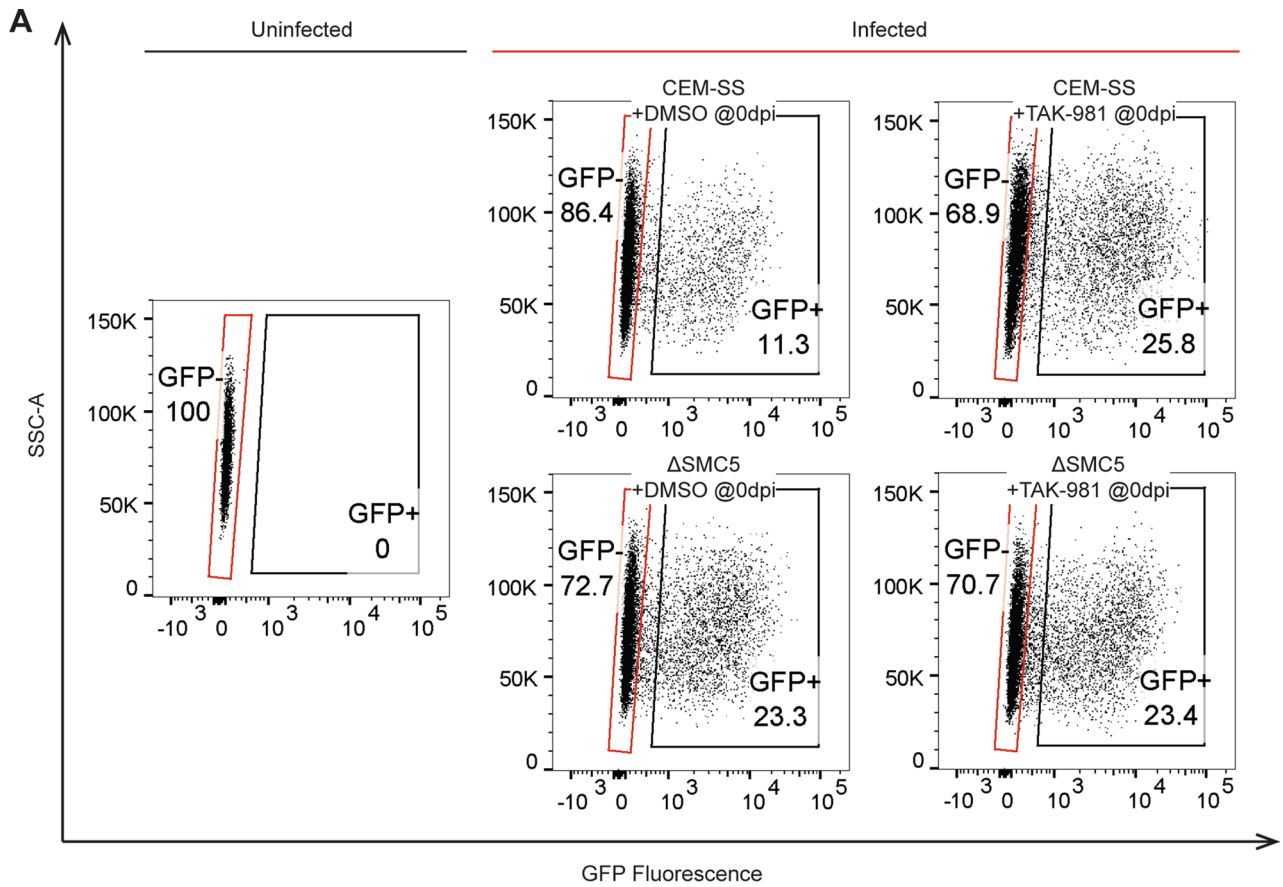 A
Uninfected
Infected
SSC-A
150K
100K
50K
0
GFP-
100
GFP+
0
-10 3 0 10 3 10 4 10 5
CEM-SS
+DMSO @0dpi
150K
100K
50K
0
GFP-
86.4
GFP+
11.3
-10 3 0 10 3 10 4 10 5
CEM-SS
+TAK-981 @0dpi
150K
100K
50K
0
GFP-
68.9
GFP+
25.8
-10 3 0 10 3 10 4 10 5
ΔSMC5
+DMSO @0dpi
150K
100K
50K
0
GFP-
72.7
GFP+
23.3
-10 3 0 10 3 10 4 10 5
ΔSMC5
+TAK-981 @0dpi
150K
100K
50K
0
GFP-
70.7
GFP+
23.4
-10 3 0 10 3 10 4 10 5
GFP Fluorescence